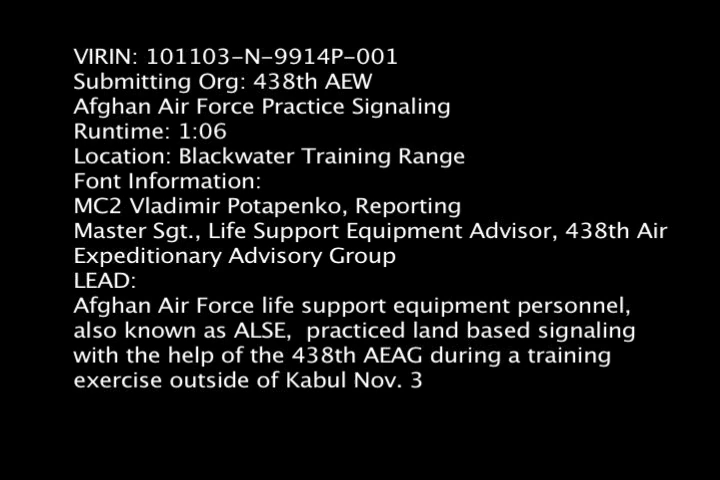 VIRIN: 101103-N-9914P-001
Submitting Org: 438th AEW
Afghan Air Force Practice Signaling
Runtime: 1:06
Location: Blackwater Training Range
Font Information:
MC2 Vladimir Potapenko, Reporting
Master Sgt., Life Support Equipment Advisor, 438th Air
Expeditionary Advisory Group
LEAD:
Afghan Air Force life support equipment personnel,
also known as ALSE,  practiced land based signaling
with the help of the 438th AEAG during a training
exercise outside of Kabul Nov. 3